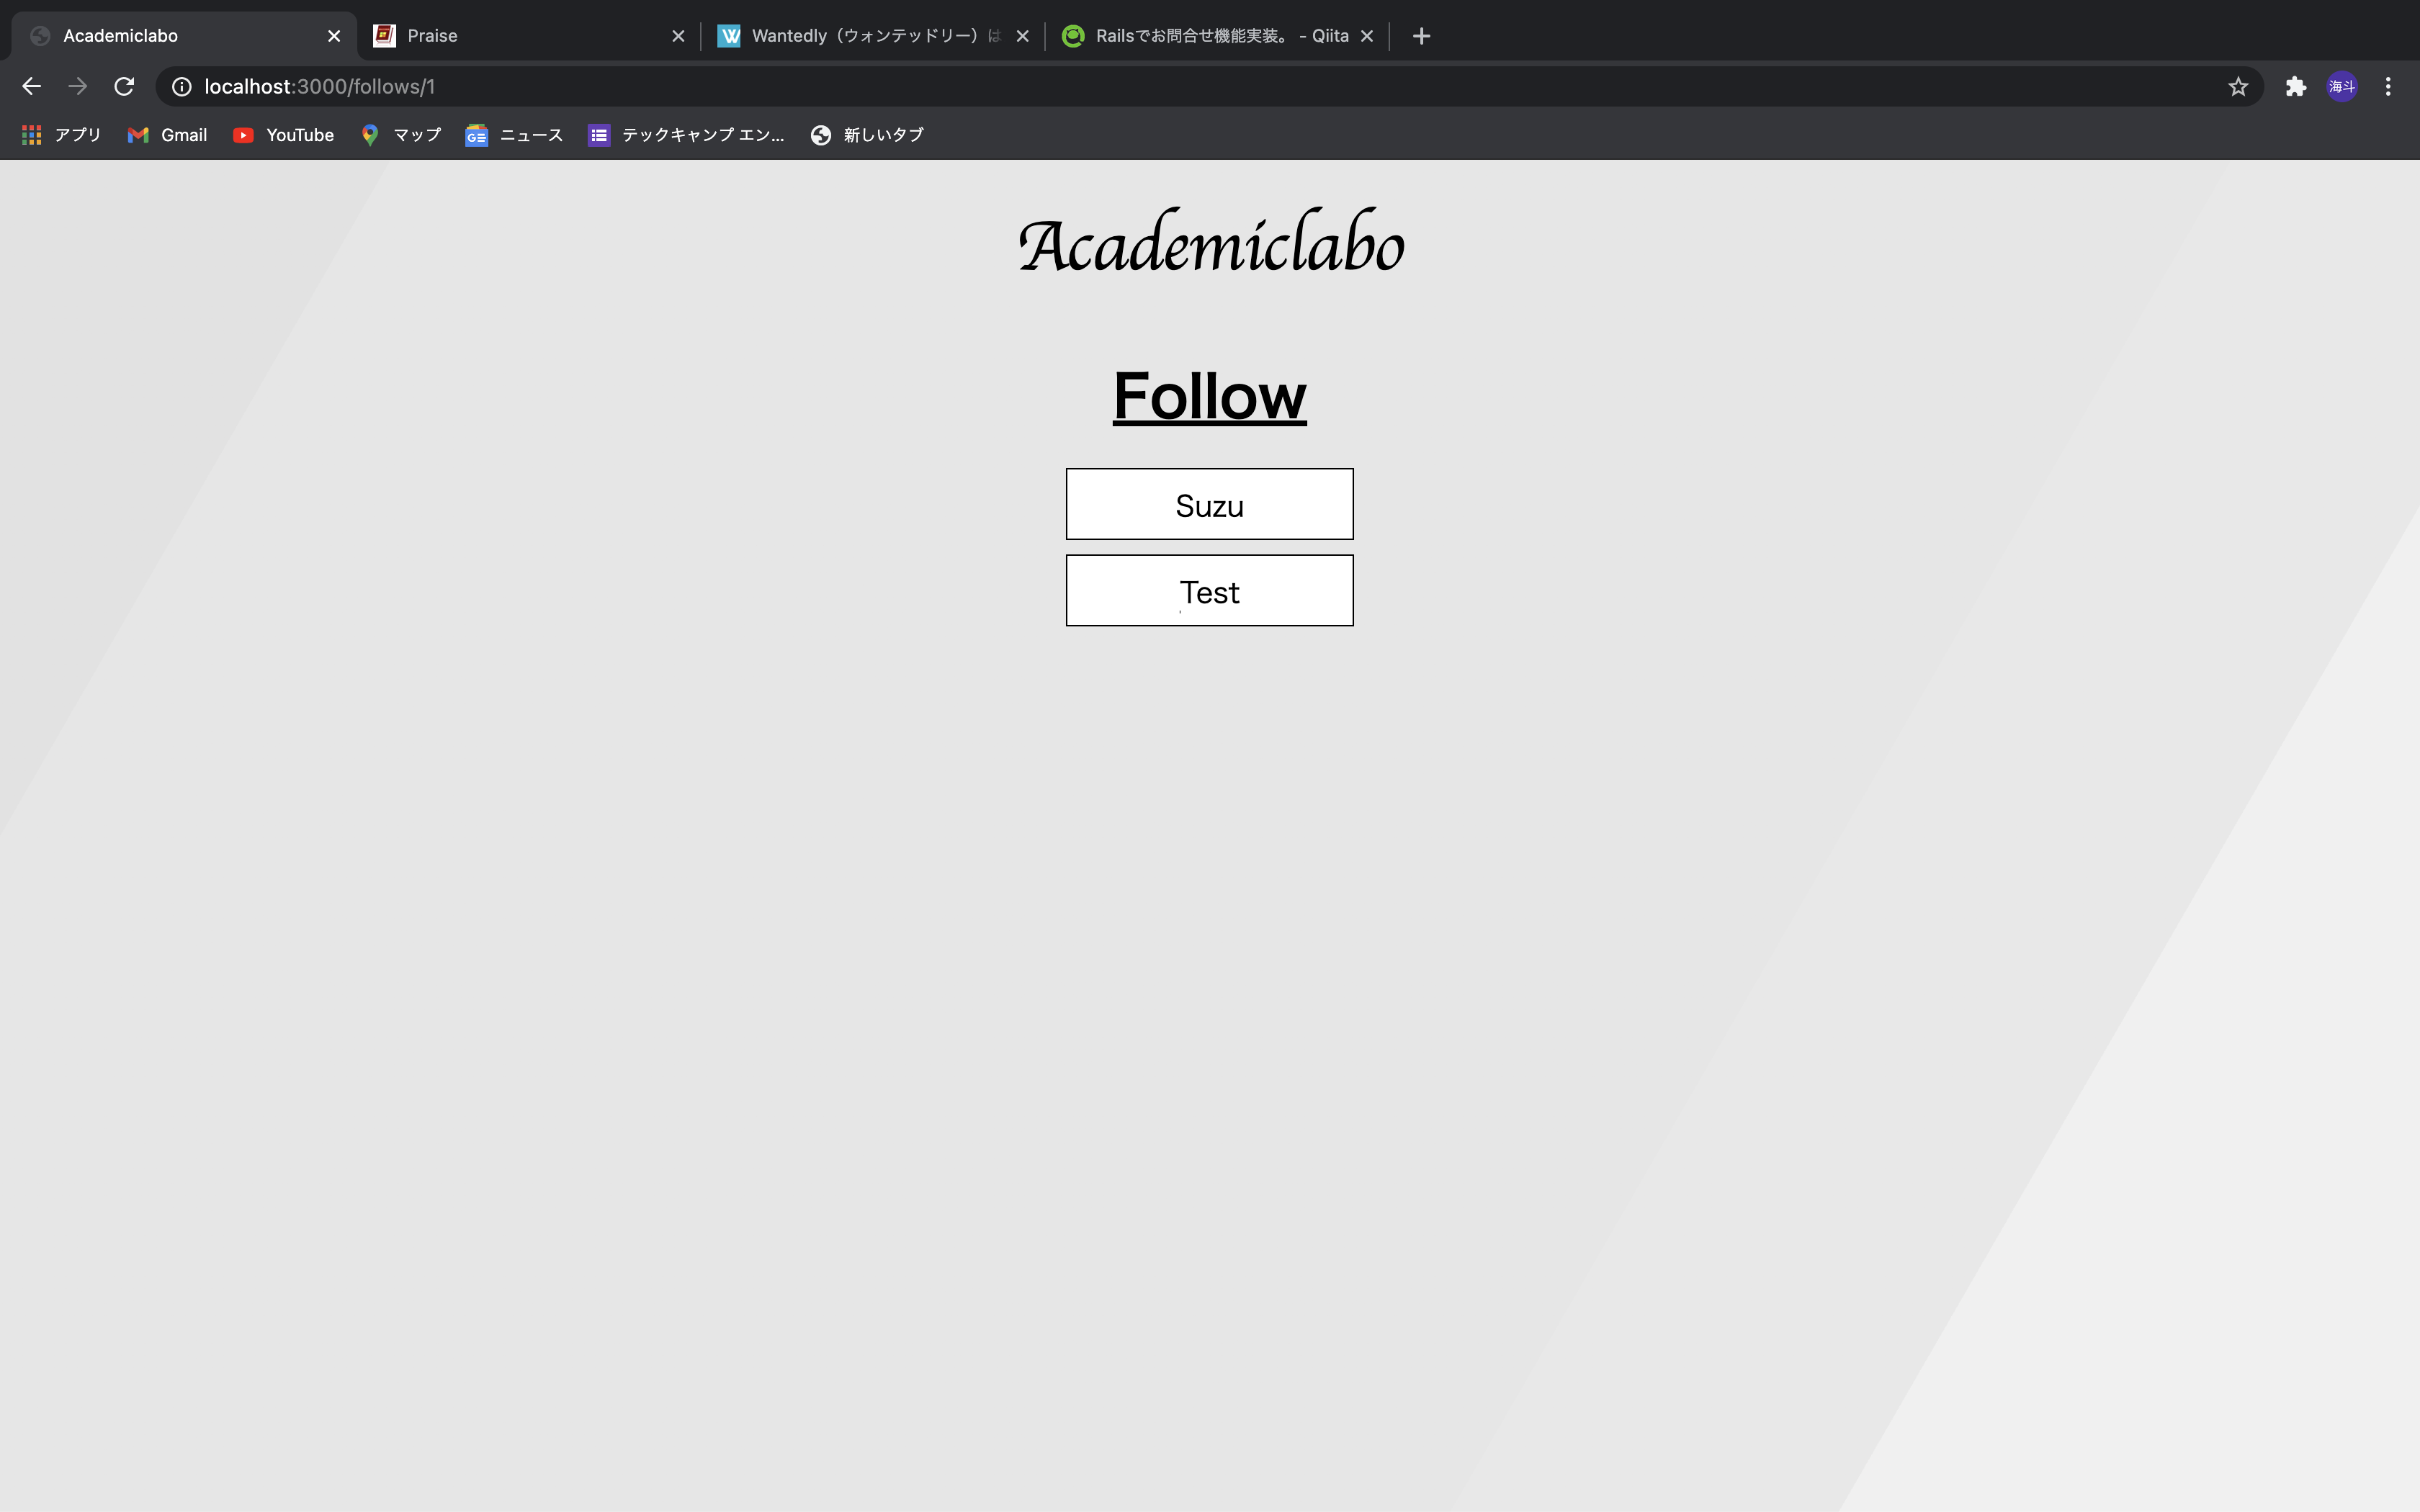 Academiclabo
Praise
Wantedly（ウォンテッドリー）は
Railsでお問合せ機能実装。 - Qiita
localhost:3000/follows/1
海斗
アプリ
Gmail
YouTube
マップ
ニュース
テックキャンプ エン...
新しいタブ
Academiclabo
Follow
Suzu
Test